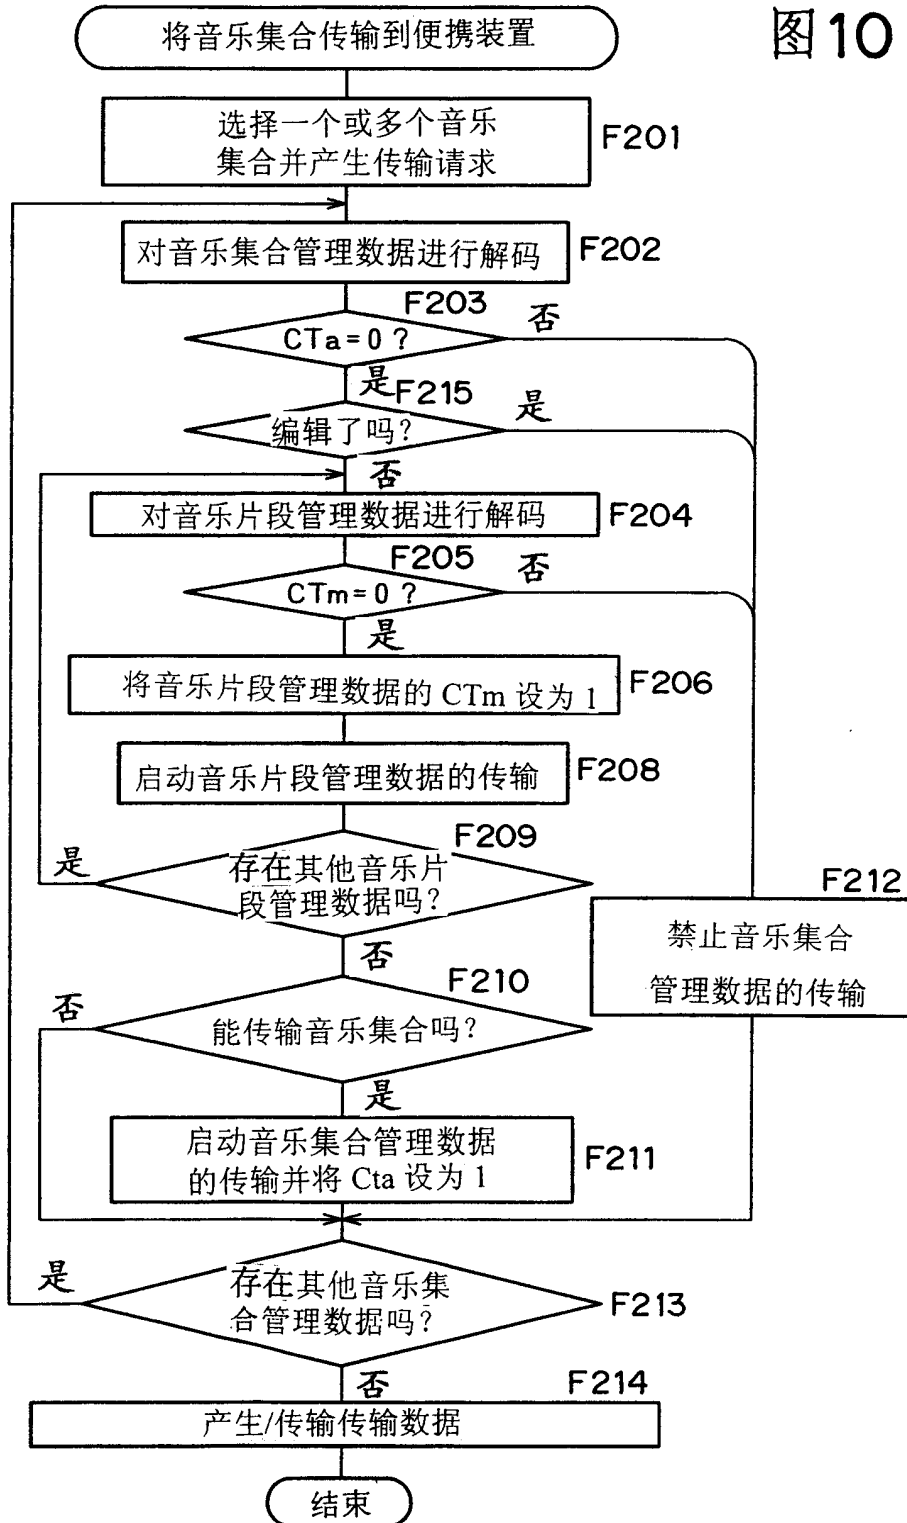 图10
将音乐集合传输到便携装置
选择一个或多个音乐
集合并产生传输请求
F201
对音乐集合管理数据进行解码
F202
F203
CTa=0？
否
是
F215
编辑了吗？
是
否
对音乐片段管理数据进行解码
F204
F205
CTm=0？
否
是
将音乐片段管理数据的 CTm 设为 1
F206
启动音乐片段管理数据的传输
F208
F209
存在其他音乐片
段管理数据吗？
是
否
F212
禁止音乐集合
管理数据的传输
F210
能传输音乐集合吗？
否
是
启动音乐集合管理数据
的传输并将 Cta 设为 1
F211
存在其他音乐集
合管理数据吗？
是
F213
否
F214
产生/传输传输数据
结束